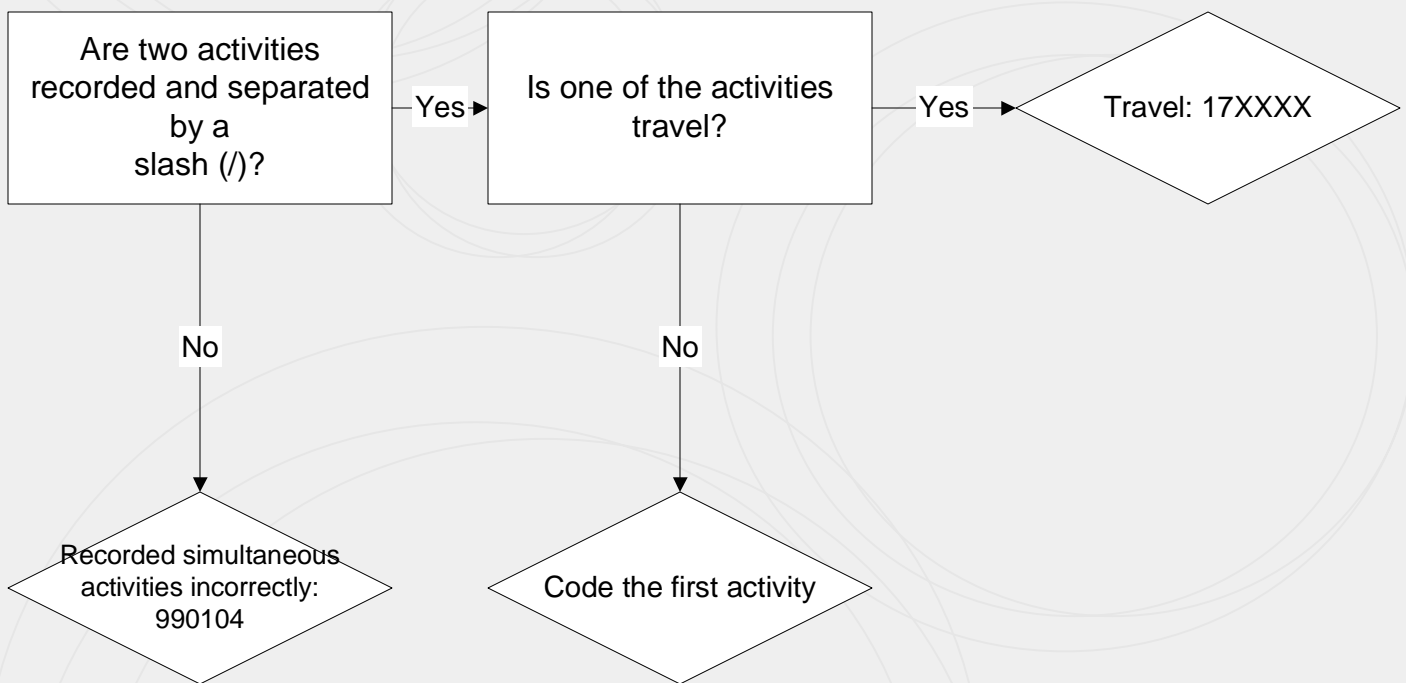 Are two activities
recorded and separated
by a
slash (/)?
Yes
Is one of the activities
travel?
Yes
Travel: 17XXXX
No
No
Recorded simultaneous
activities incorrectly:
990104
Code the first activity